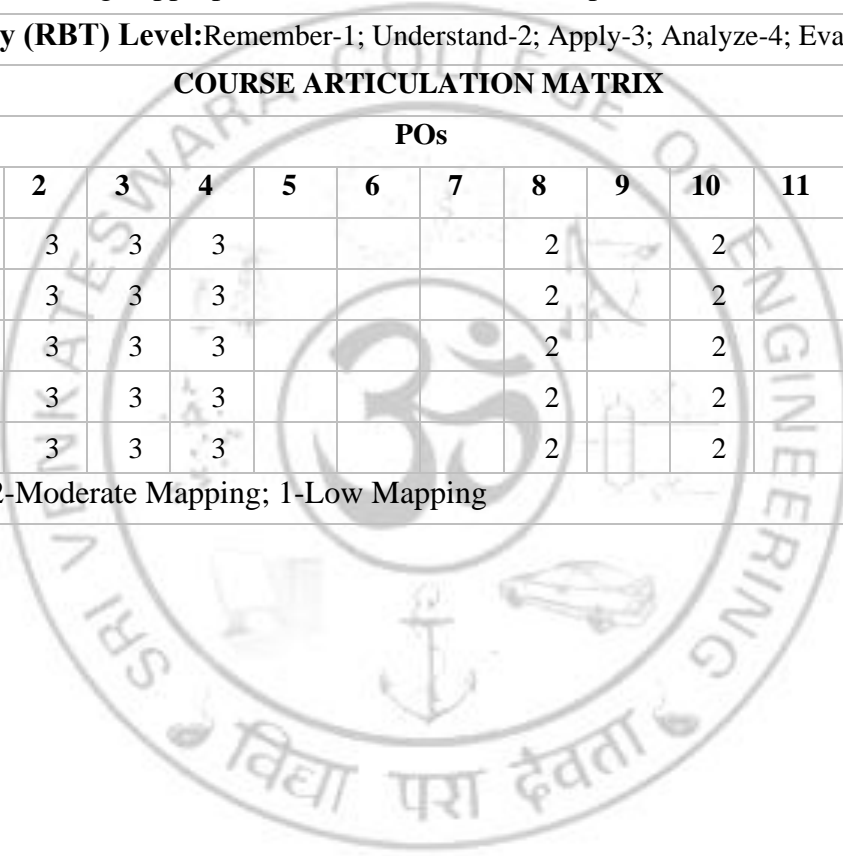 y (RBT) Level:Remember-1; Understand-2; Apply-3; Analyze-4; Eva
COURSE ARTICULATION MATRIX
POs
2 3 4 5 6 7 8 9 10 11
3 3 3 2 2
3 3 3 2 2
3 3 3 2 2
3 3 3 2 2
3 3 3 2 2
2-Moderate Mapping; 1-Low Mapping
SRI VENKATESWARA COLLEGE OF ENGINEERING
विद्या परा देवता